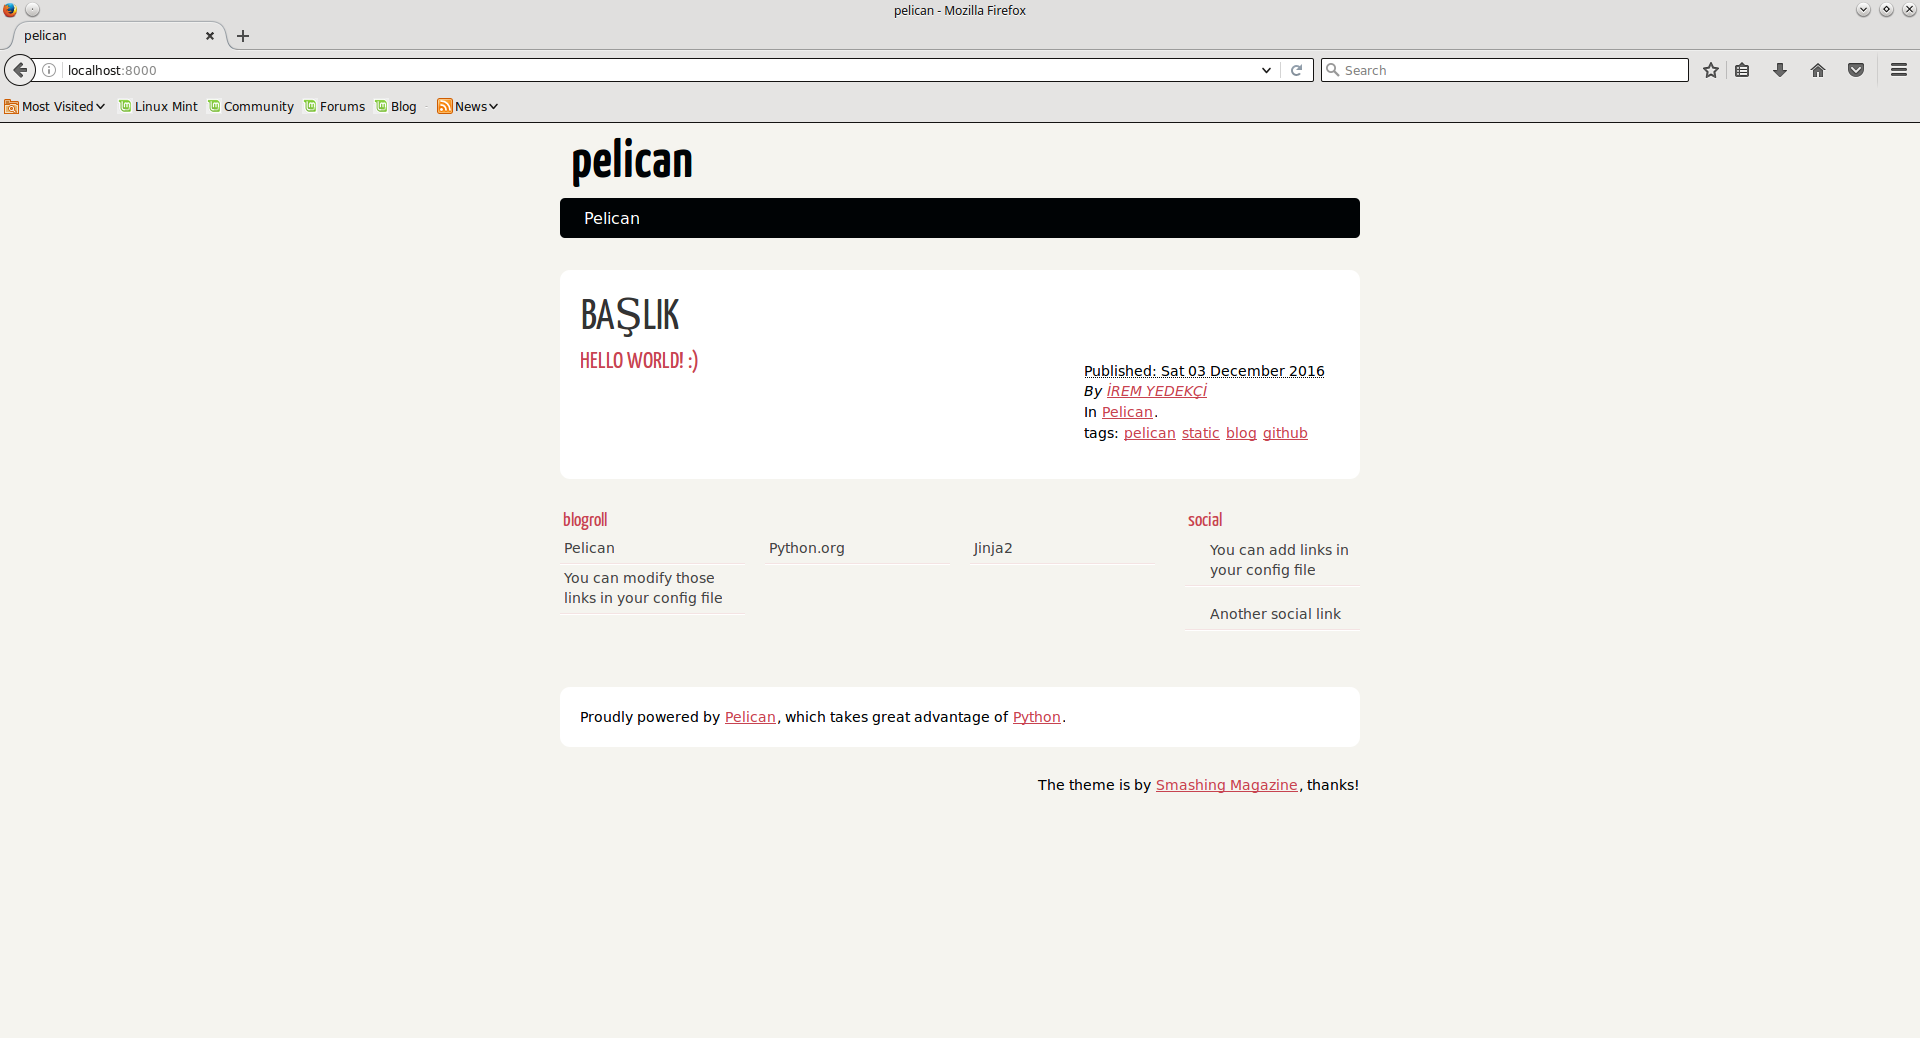 pelican - Mozilla Firefox
pelican
localhost:8000
Search
Most Visited Linux Mint Community Forums Blog News
pelican
Pelican
BAŞLIK
HELLO WORLD! :)
Published: Sat 03 December 2016
By İREM YEDEKÇİ
In Pelican.
tags: pelican static blog github
blogroll
Pelican
Python.org
Jinja2
You can modify those
links in your config file
social
You can add links in
your config file
Another social link
Proudly powered by Pelican, which takes great advantage of Python.
The theme is by Smashing Magazine, thanks!